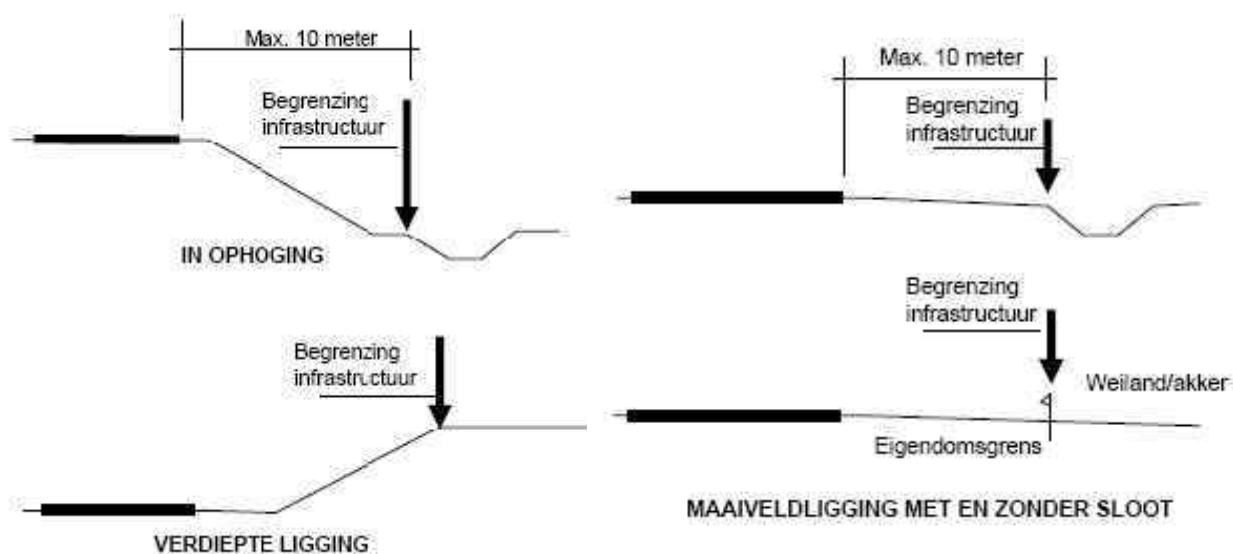 Max. 10 meter
Begrenzing
infrastructuur
IN OPHOGING
Begrenzing
infrastructuur
VERDIEPTE LIGGING
Max. 10 meter
Begrenzing
infrastructuur
Begrenzing
infrastructuur
Weiland/akker
Eigendomsgrens
MAAIVELDLIGGING MET EN ZONDER SLOOT